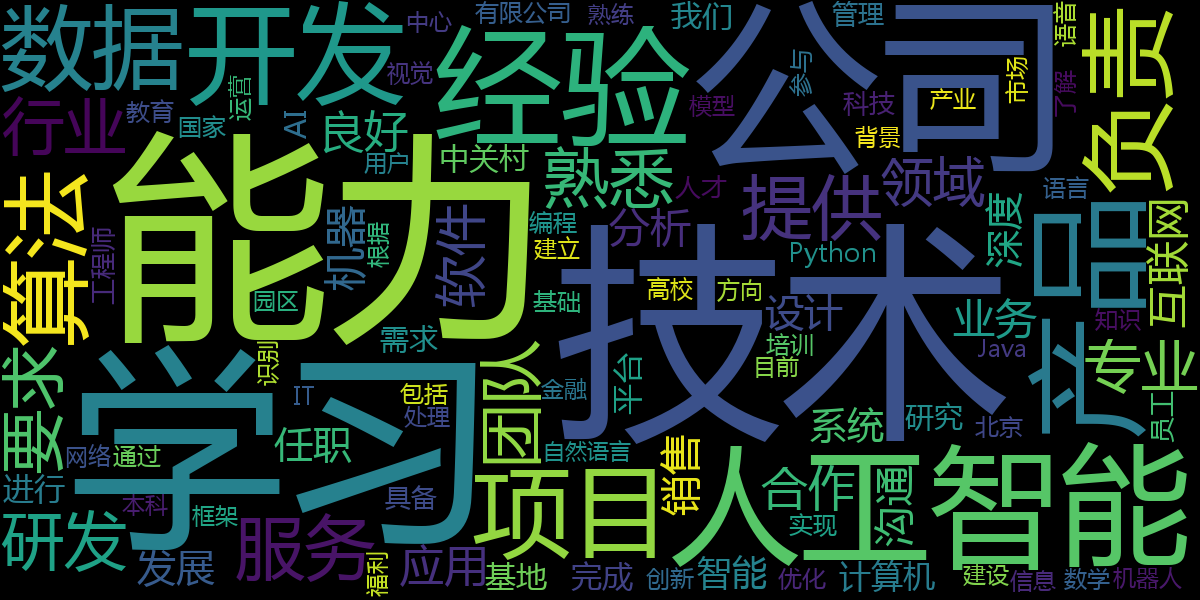 数据
开发
中心
有限公司
熟练
我们
管理
语音
视觉
经验
公司
参与
市场
负责
行业
教育
运营
国家
AI
良好
模型
科技
产业
了解
背景
用户
中关村
熟悉
人才
提供
领域
语言
算法
能力
机器
根据
软件
编程
分析
建立
Python
深度
产品
互联网
工程师
园区
基础
技术
高校
方向
设计
业务
知识
识别
需求
培训
目前
Java
学习
IT
包括
处理
团队
金融
平台
专业
要求
任职
系统
研究
北京
员工
网络
通过
自然语言
销售
进行
本科
框架
具备
项目
人工智能
合作
实现
沟通
研发
发展
服务
福利
应用
基地
完成
创新
智能
优化
计算机
建设
信息
数学
机器人